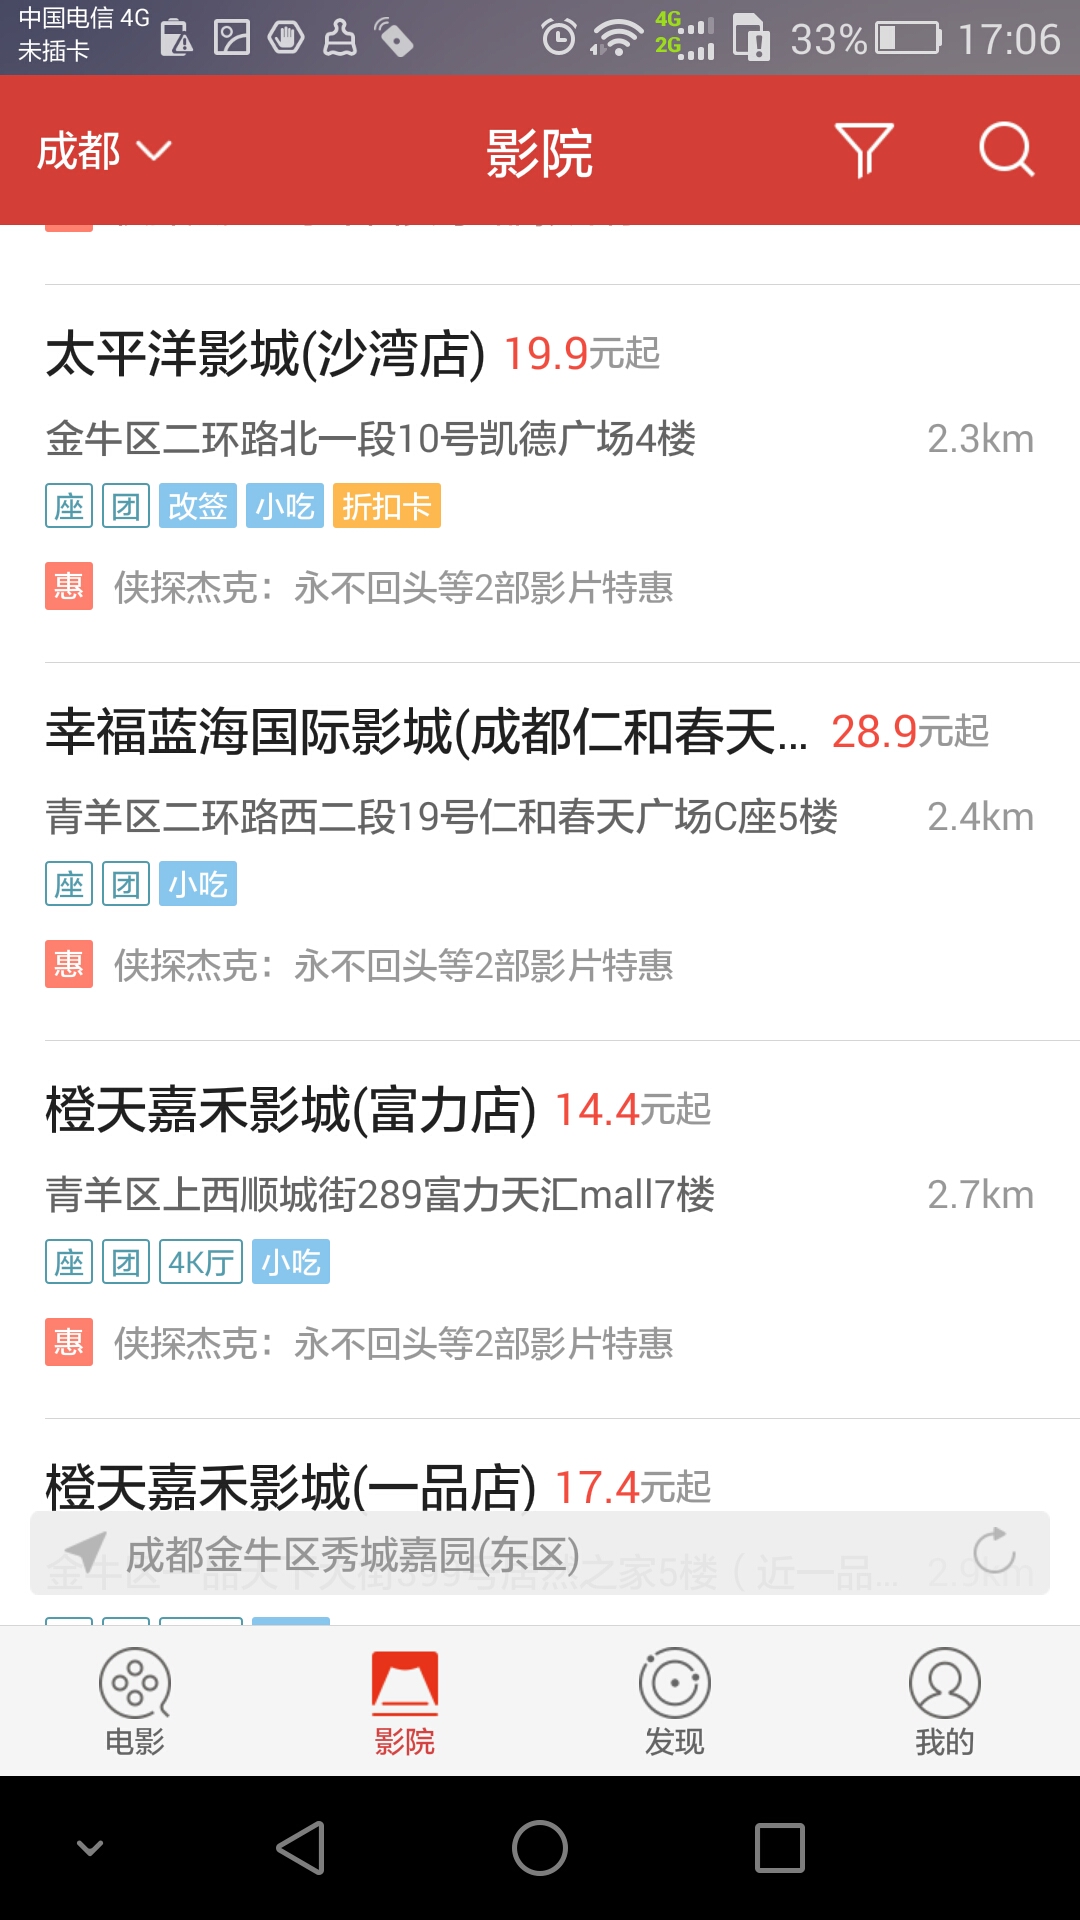 中国电信 4G
未插卡
4G
2G
33%
17:06
成都
影院
太平洋影城(沙湾店) 19.9元起
金牛区二环路北一段10号凯德广场4楼 2.3km
座 团 改签 小吃 折扣卡
惠 侠探杰克：永不回头等2部影片特惠
幸福蓝海国际影城(成都仁和春天... 28.9元起
青羊区二环路西二段19号仁和春天广场C座5楼 2.4km
座 团 小吃
惠 侠探杰克：永不回头等2部影片特惠
橙天嘉禾影城(富力店) 14.4元起
青羊区上西顺城街289富力天汇mall7楼 2.7km
座 团 4K厅 小吃
惠 侠探杰克：永不回头等2部影片特惠
橙天嘉禾影城(一品店) 17.4元起
成都金牛区秀城嘉园(东区)
金牛区一品天下大街399号居然之家5楼（近一品... 2.9km
电影 影院 发现 我的